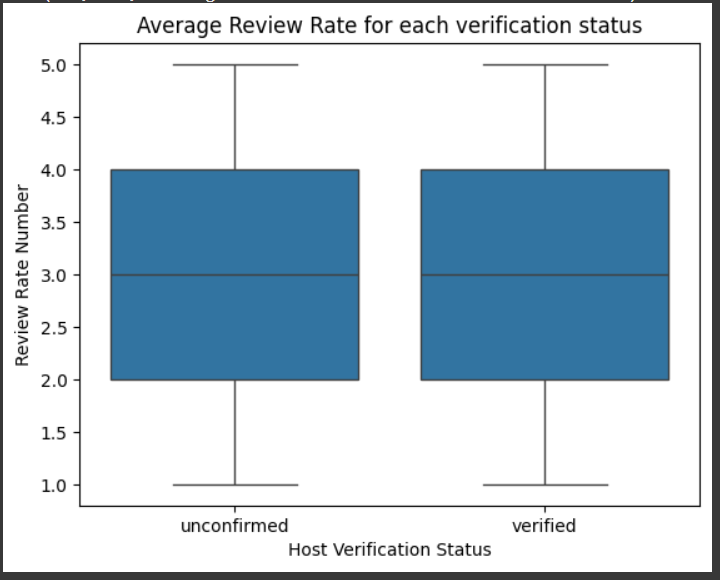 Average Review Rate for each verification status
5.0
4.5
4.0
3.5
3.0
2.5
2.0
1.5
1.0
Review Rate Number
unconfirmed verified
Host Verification Status